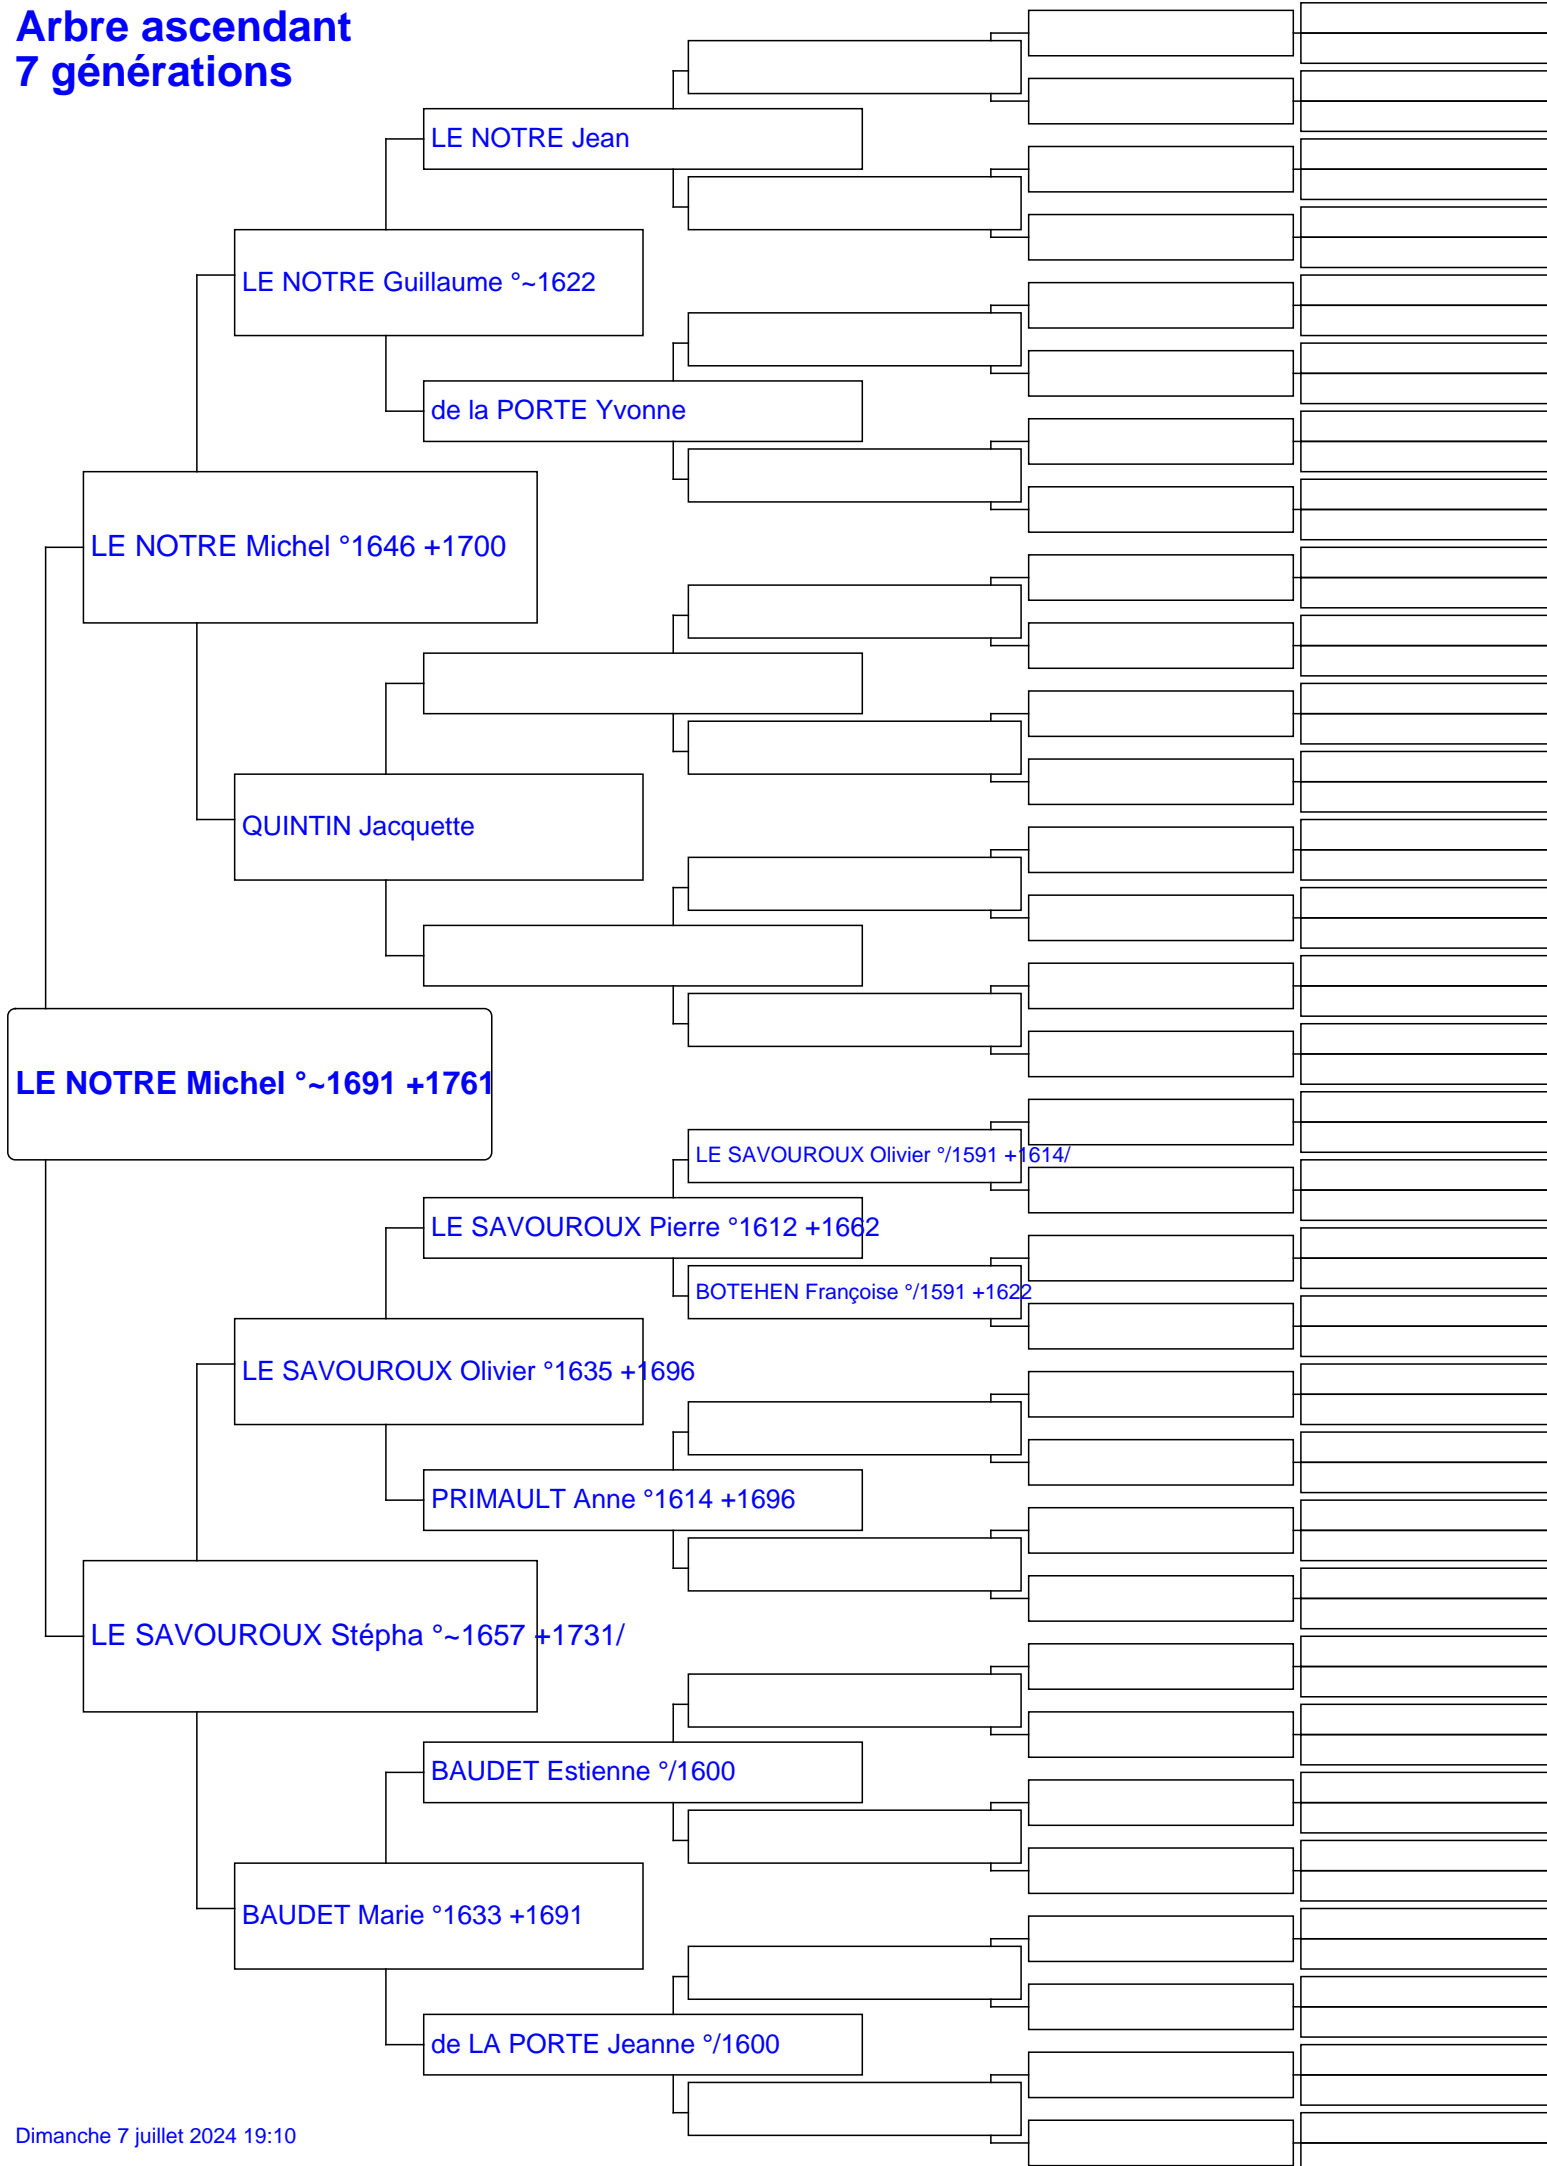 Arbre ascendant
7 générations
LE NOTRE Jean
LE NOTRE Guillaume °~1622
de la PORTE Yvonne
LE NOTRE Michel °1646 +1700
QUINTIN Jacquette
LE NOTRE Michel °~1691 +1761
LE SAVOUROUX Olivier °/1591 +1614/
LE SAVOUROUX Pierre °1612 +1662
BOTEHEN Françoise °/1591 +1622
LE SAVOUROUX Olivier °1635 +1696
PRIMAULT Anne °1614 +1696
LE SAVOUROUX Stépha °~1657 +1731/
BAUDET Estienne °/1600
BAUDET Marie °1633 +1691
de LA PORTE Jeanne °/1600
Dimanche 7 juillet 2024 19:10